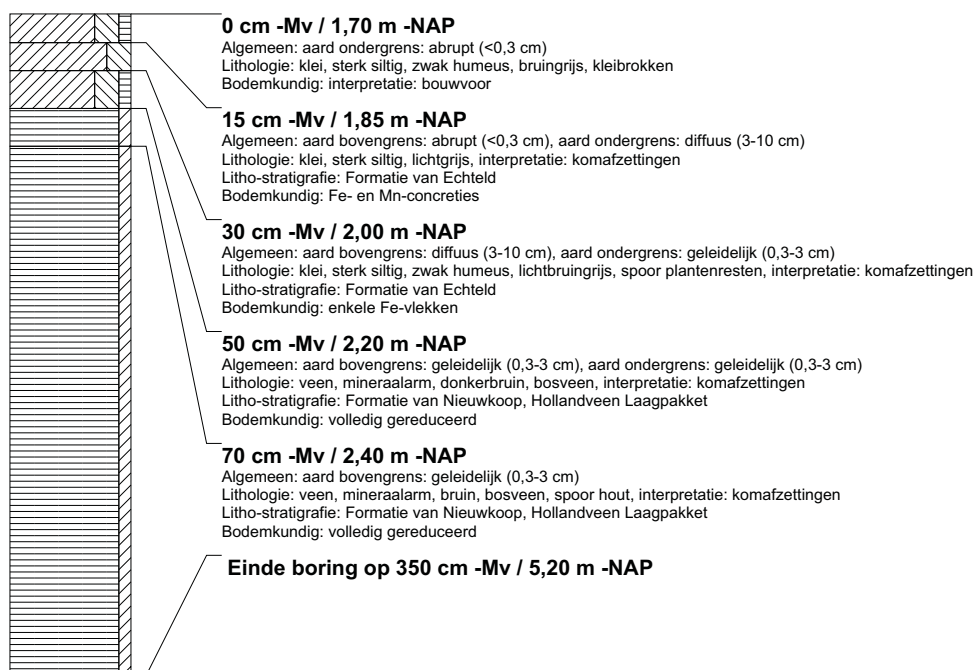 0 cm -Mv / 1,70 m -NAP
Algemeen: aard ondergrens: abrupt (<0,3 cm)
Lithologie: klei, sterk siltig, zwak humeus, bruingrijs, kleibrokken
Bodemkundig: interpretatie: bouwvoor
15 cm -Mv / 1,85 m -NAP
Algemeen: aard bovengrens: abrupt (<0,3 cm), aard ondergrens: diffuus (3-10 cm)
Lithologie: klei, sterk siltig, lichtgrijs, interpretatie: komafzettingen
Litho-stratigrafie: Formatie van Echteld
Bodemkundig: Fe- en Mn-concreties
30 cm -Mv / 2,00 m -NAP
Algemeen: aard bovengrens: diffuus (3-10 cm), aard ondergrens: geleidelijk (0,3-3 cm)
Lithologie: klei, sterk siltig, zwak humeus, lichtbruingrijs, spoor plantenresten, interpretatie: komafzettingen
Litho-stratigrafie: Formatie van Echteld
Bodemkundig: enkele Fe-vlekken
50 cm -Mv / 2,20 m -NAP
Algemeen: aard bovengrens: geleidelijk (0,3-3 cm), aard ondergrens: geleidelijk (0,3-3 cm)
Lithologie: veen, mineraalarm, donkerbruin, bosveen, interpretatie: komafzettingen
Litho-stratigrafie: Formatie van Nieuwkoop, Hollandveen Laagpakket
Bodemkundig: volledig gereduceerd
70 cm -Mv / 2,40 m -NAP
Algemeen: aard bovengrens: geleidelijk (0,3-3 cm)
Lithologie: veen, mineraalarm, bruin, bosveen, spoor hout, interpretatie: komafzettingen
Litho-stratigrafie: Formatie van Nieuwkoop, Hollandveen Laagpakket
Bodemkundig: volledig gereduceerd
Einde boring op 350 cm -Mv / 5,20 m -NAP